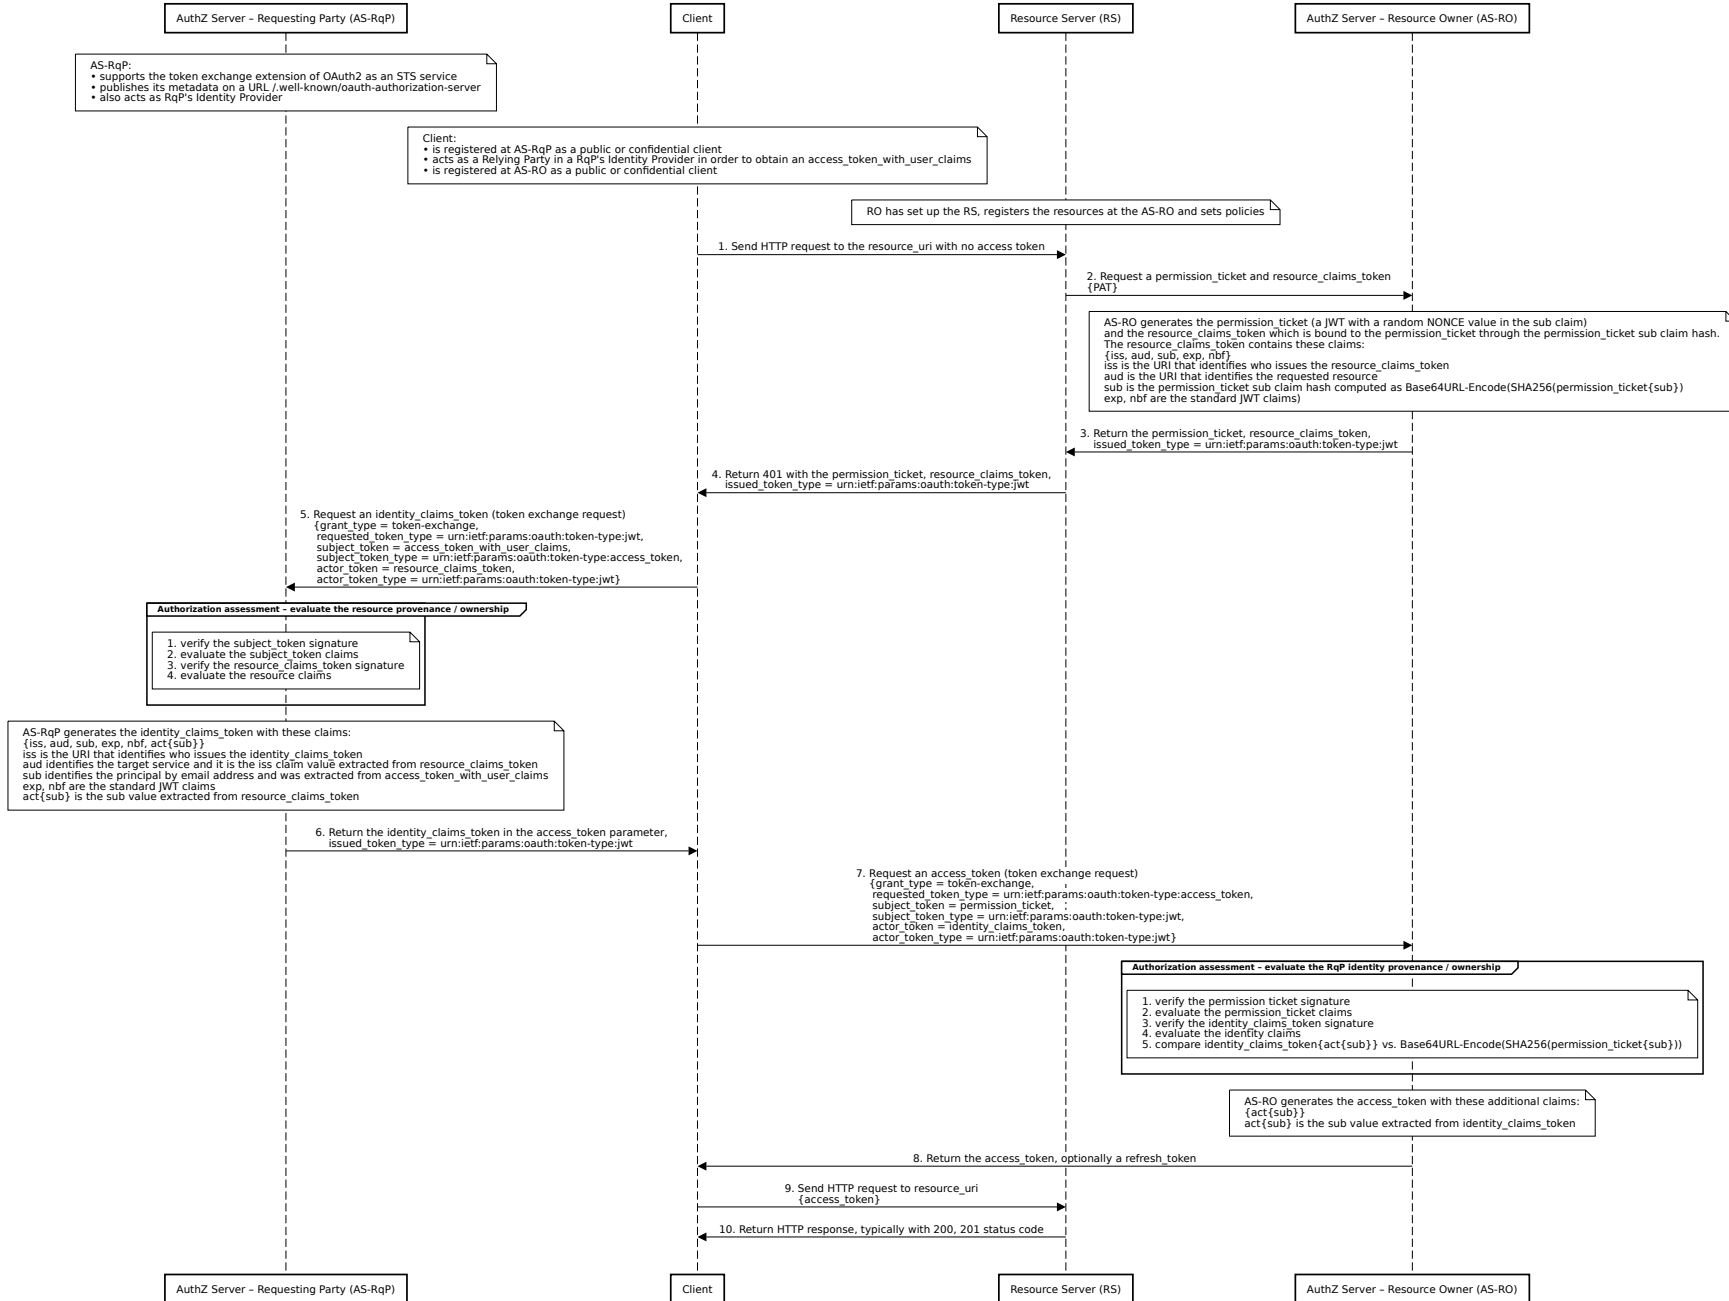 AuthZ Server – Requesting Party (AS-RqP)
Client
Resource Server (RS)
AuthZ Server – Resource Owner (AS-RO)
AS-RqP:
• supports the token exchange extension of OAuth2 as an STS service
• publishes its metadata on a URL /.well-known/oauth-authorization-server
• also acts as RqP's Identity Provider
Client:
• is registered at AS-RqP as a public or confidential client
• acts as a Relying Party in a RqP's Identity Provider in order to obtain an access_token_with_user_claims
• is registered at AS-RO as a public or confidential client
RO has set up the RS, registers the resources at the AS-RO and sets policies
1. Send HTTP request to the resource_uri with no access token
2. Request a permission_ticket and resource_claims_token
{PAT}
AS-RO generates the permission_ticket (a JWT with a random NONCE value in the sub claim)
and the resource_claims_token which is bound to the permission_ticket through the permission_ticket sub claim hash.
The resource_claims_token contains these claims:
{iss, aud, sub, exp, nbf}
iss is the URI that identifies who issues the resource_claims_token
aud is the URI that identifies the requested resource
sub is the permission_ticket sub claim hash computed as Base64URL-Encode(SHA256(permission_ticket{sub})
exp, nbf are the standard JWT claims)
3. Return the permission_ticket, resource_claims_token,
issued_token_type = urn:ietf:params:oauth:token-type:jwt
4. Return 401 with the permission_ticket, resource_claims_token,
issued_token_type = urn:ietf:params:oauth:token-type:jwt
5. Request an identity_claims_token (token exchange request)
{grant_type = token-exchange,
requested_token_type = urn:ietf:params:oauth:token-type:jwt,
subject_token = access_token_with_user_claims,
subject_token_type = urn:ietf:params:oauth:token-type:access_token,
actor_token = resource_claims_token,
actor_token_type = urn:ietf:params:oauth:token-type:jwt}
Authorization assessment – evaluate the resource provenance / ownership
1. verify the subject_token signature
2. evaluate the subject_token claims
3. verify the resource_claims_token signature
4. evaluate the resource claims
AS-RqP generates the identity_claims_token with these claims:
{iss, aud, sub, exp, nbf, act{sub}}
iss is the URI that identifies who issues the identity_claims_token
aud identifies the target service and it is the iss claim value extracted from resource_claims_token
sub identifies the principal by email address and was extracted from access_token_with_user_claims
exp, nbf are the standard JWT claims
act{sub} is the sub value extracted from resource_claims_token
6. Return the identity_claims_token in the access_token parameter,
issued_token_type = urn:ietf:params:oauth:token-type:jwt
7. Request an access_token (token exchange request)
{grant_type = token-exchange,
requested_token_type = urn:ietf:params:oauth:token-type:access_token,
subject_token = permission_ticket,
subject_token_type = urn:ietf:params:oauth:token-type:jwt,
actor_token = identity_claims_token,
actor_token_type = urn:ietf:params:oauth:token-type:jwt}
Authorization assessment – evaluate the RqP identity provenance / ownership
1. verify the permission ticket signature
2. evaluate the permission_ticket claims
3. verify the identity_claims_token signature
4. evaluate the identity claims
5. compare identity_claims_token{act{sub}} vs. Base64URL-Encode(SHA256(permission_ticket{sub}))
AS-RO generates the access_token with these additional claims:
{act{sub}}
act{sub} is the sub value extracted from identity_claims_token
8. Return the access_token, optionally a refresh_token
9. Send HTTP request to resource_uri
{access_token}
10. Return HTTP response, typically with 200, 201 status code
AuthZ Server – Requesting Party (AS-RqP)
Client
Resource Server (RS)
AuthZ Server – Resource Owner (AS-RO)